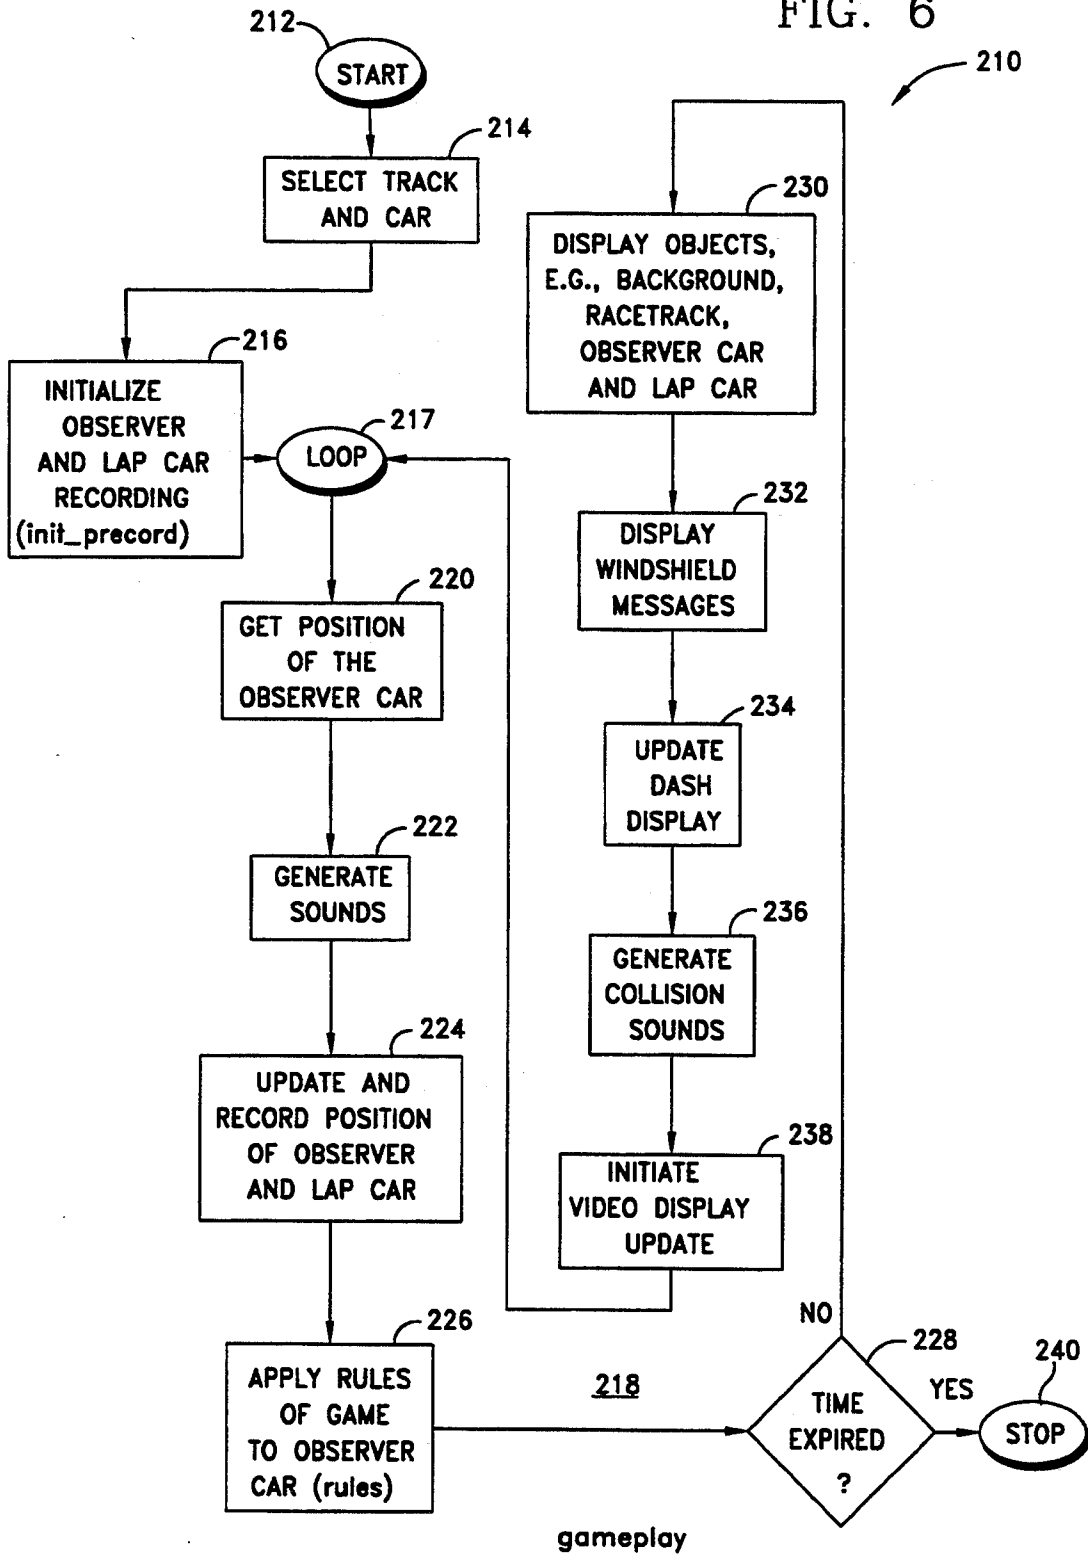 FIG. 6
210
212
START
214
SELECT TRACK
AND CAR
216
INITIALIZE
OBSERVER
AND LAP CAR
RECORDING
(init_precord)
217
LOOP
220
GET POSITION
OF THE
OBSERVER CAR
222
GENERATE
SOUNDS
224
UPDATE AND
RECORD POSITION
OF OBSERVER
AND LAP CAR
226
APPLY RULES
OF GAME
TO OBSERVER
CAR (rules)
218
228
TIME
EXPIRED
?
YES
240
STOP
NO
230
DISPLAY OBJECTS,
E.G., BACKGROUND,
RACETRACK,
OBSERVER CAR
AND LAP CAR
232
DISPLAY
WINDSHIELD
MESSAGES
234
UPDATE
DASH
DISPLAY
236
GENERATE
COLLISION
SOUNDS
238
INITIATE
VIDEO DISPLAY
UPDATE
gameplay